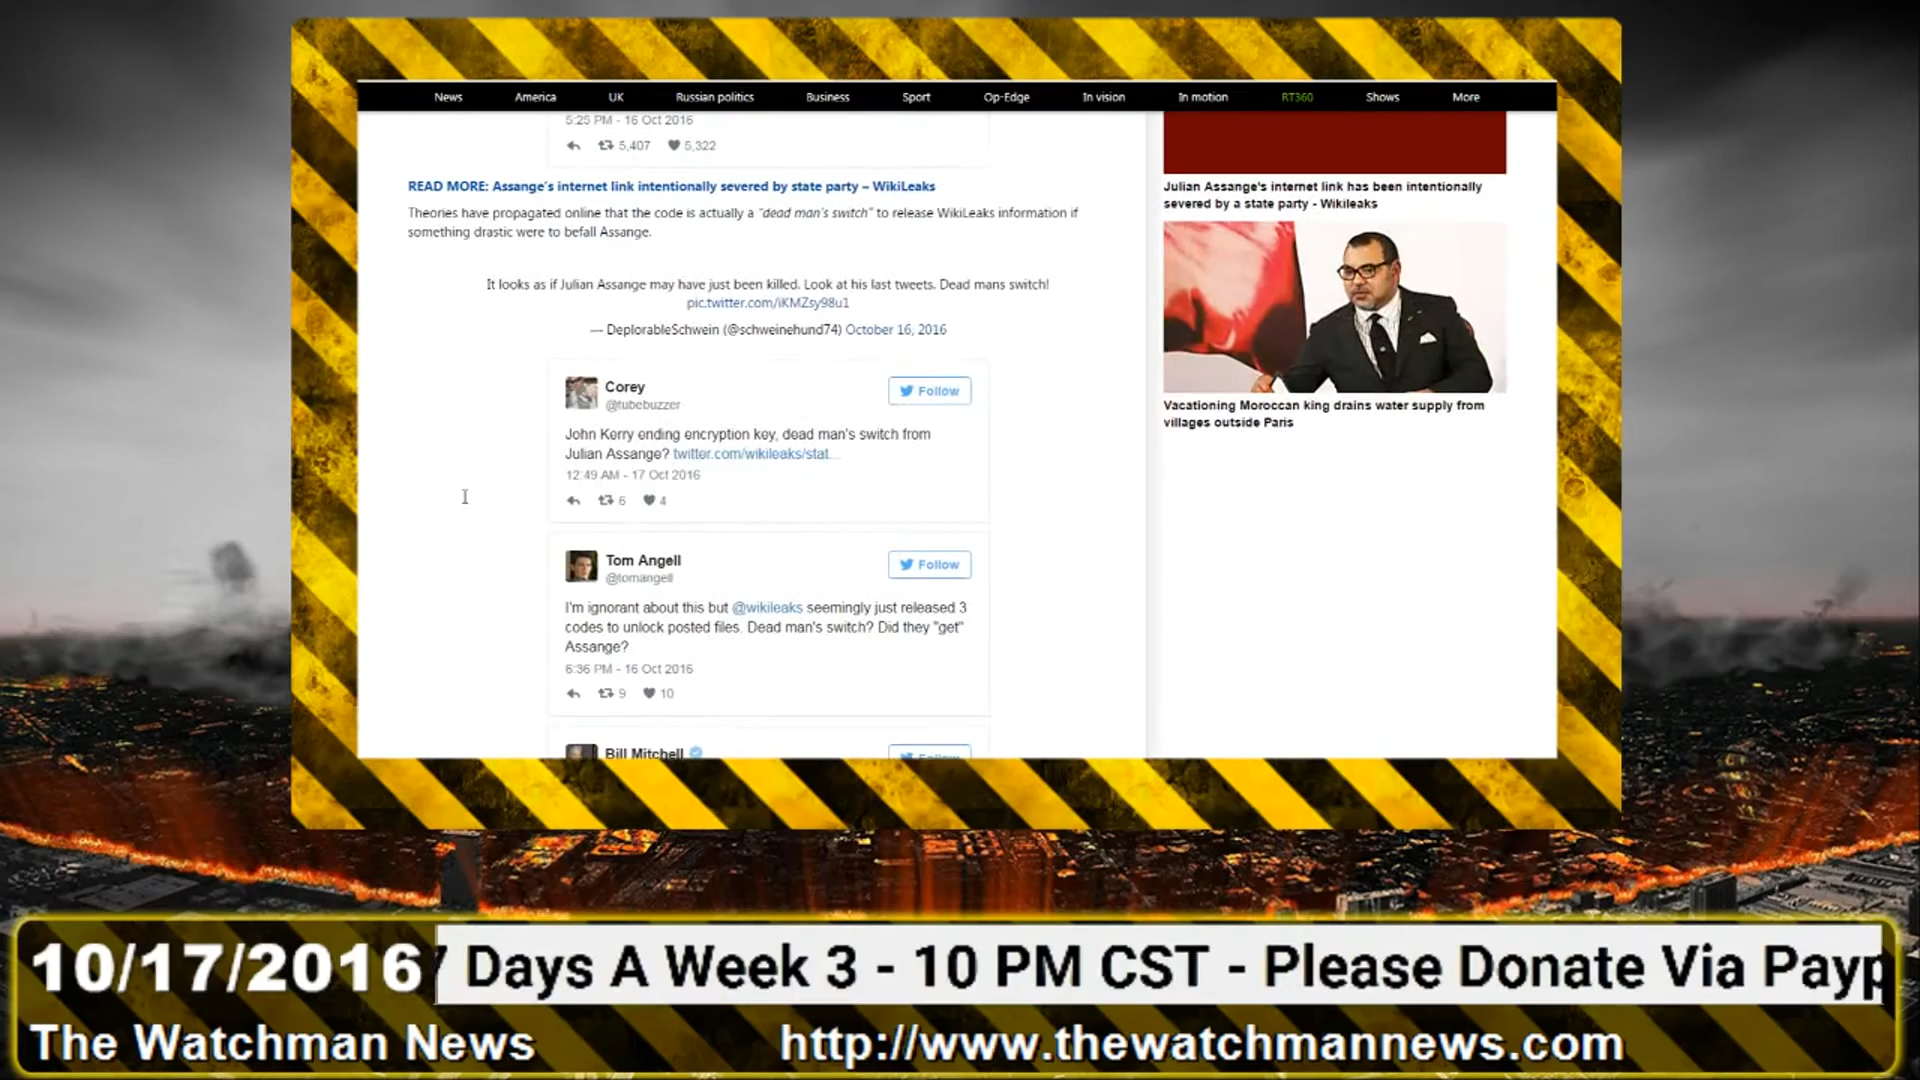 News America UK Russian politics Business Sport Op-Edge In vision In motion RT360 Shows More
5:25 PM - 16 Oct 2016
5,407 5,322
READ MORE: Assange's internet link intentionally severed by state party – WikiLeaks
Theories have propagated online that the code is actually a "dead man's switch" to release WikiLeaks information if
something drastic were to befall Assange.
It looks as if Julian Assange may have just been killed. Look at his last tweets. Dead mans switch!
pic.twitter.com/iKMZsy98u1
— DeplorableSchwein (@schweinehund74) October 16, 2016
Corey
@tubebuzzer
Follow
John Kerry ending encryption key, dead man's switch from
Julian Assange? twitter.com/wikileaks/stat...
12:49 AM - 17 Oct 2016
6 4
Tom Angell
@tomangell
Follow
I'm ignorant about this but @wikileaks seemingly just released 3
codes to unlock posted files. Dead man's switch? Did they "get"
Assange?
6:36 PM - 16 Oct 2016
9 10
Bill Mitchell
Follow
Julian Assange's internet link has been intentionally
severed by a state party - Wikileaks
Vacationing Moroccan king drains water supply from
villages outside Paris
10/17/2016 7 Days A Week 3 - 10 PM CST - Please Donate Via Payp
The Watchman News http://www.thewatchmannews.com